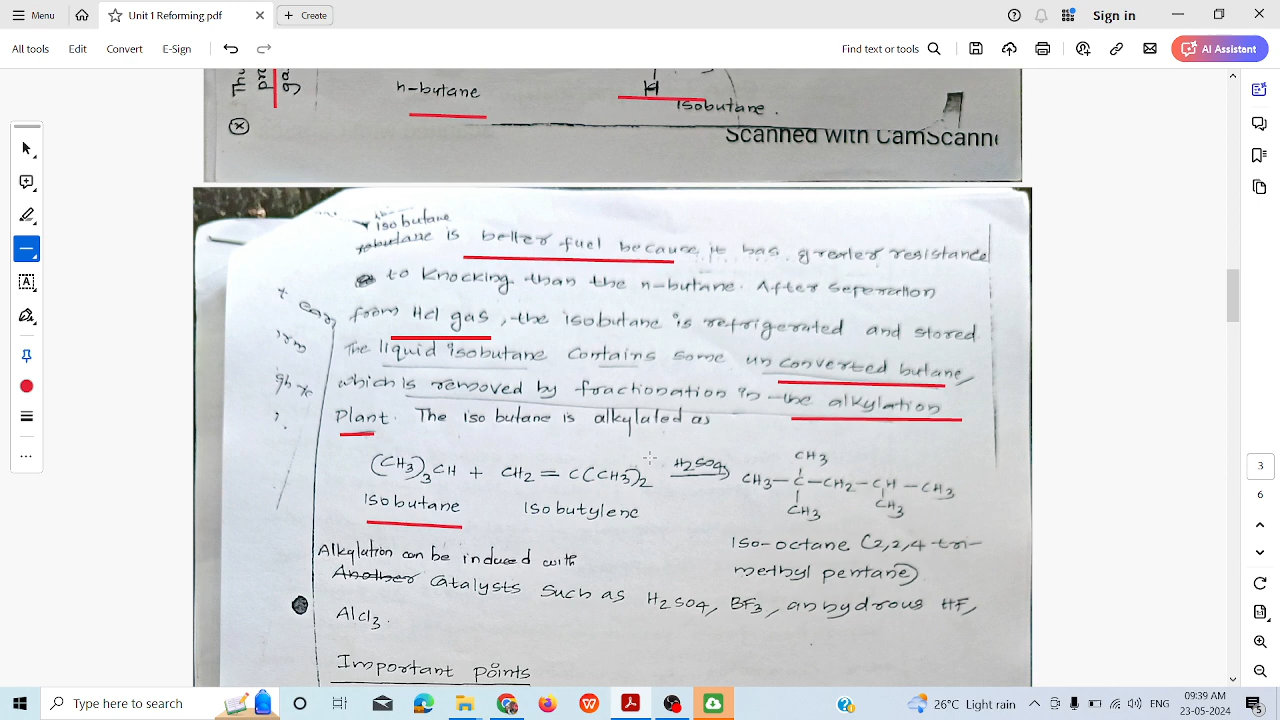 Menu
Unit 1 Reforming.pdf
Create
Sign in
All tools
Edit
Convert
E-Sign
Find text or tools
AI Assistant
n-butane
isobutane.
Scanned with CamScann
isobutane
is better fuel because it has greater resistance
to Knocking than the n-butane. After seperation
from Hcl gas, the isobutane is refrigerated and stored.
The liquid isobutane contains some unconverted butane,
which is removed by fractionation in the alkylation
Plant. The iso butane is alkylated as
(CH3)3CH + CH2 = C(CH3)2 H2SO4
CH3
CH3—C—CH2—CH—CH3
CH3 CH3
Isobutane
Isobutylene
Iso-octane (2,2,4 tri-
methyl pentane)
Alkylation can be induced with
Another catalysts such as H2SO4, BF3, anhydrous HF,
Alcl3.
Important points
3
6
Type here to search
26°C Light rain
ENG
09:39 AM
23-05-2024
5